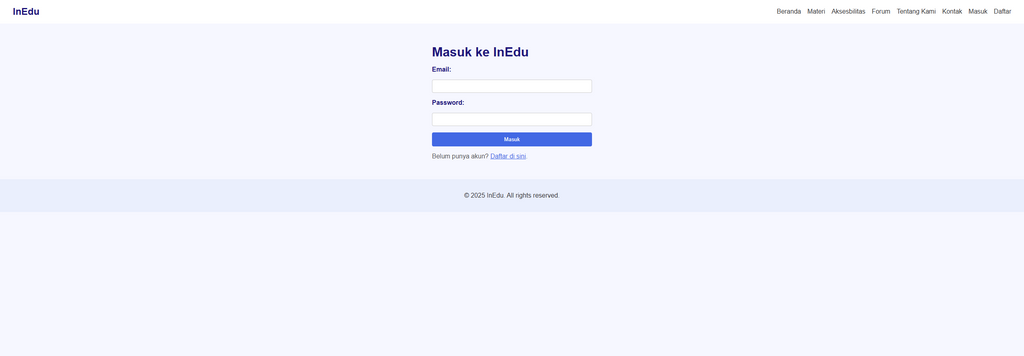 InEdu
Beranda Materi Aksesbilitas Forum Tentang Kami Kontak Masuk Daftar
Masuk ke InEdu
Email:
Password:
Masuk
Belum punya akun? Daftar di sini.
© 2025 InEdu. All rights reserved.